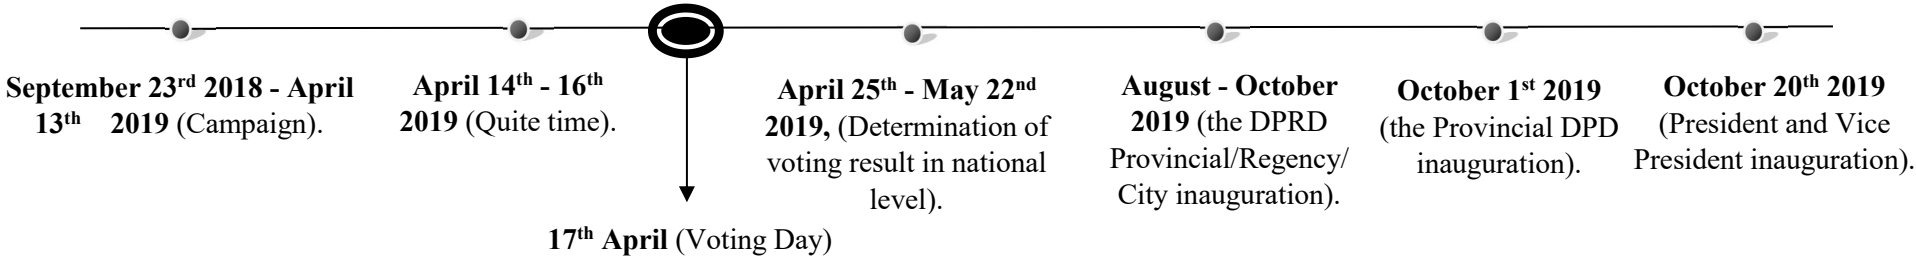 September 23rd 2018 - April
13th 2019 (Campaign).
April 14th - 16th
2019 (Quite time).
17th April (Voting Day)
April 25th - May 22nd
2019, (Determination of
voting result in national
level).
August - October
2019 (the DPRD
Provincial/Regency/
City inauguration).
October 1st 2019
(the Provincial DPD
inauguration).
October 20th 2019
(President and Vice
President inauguration).